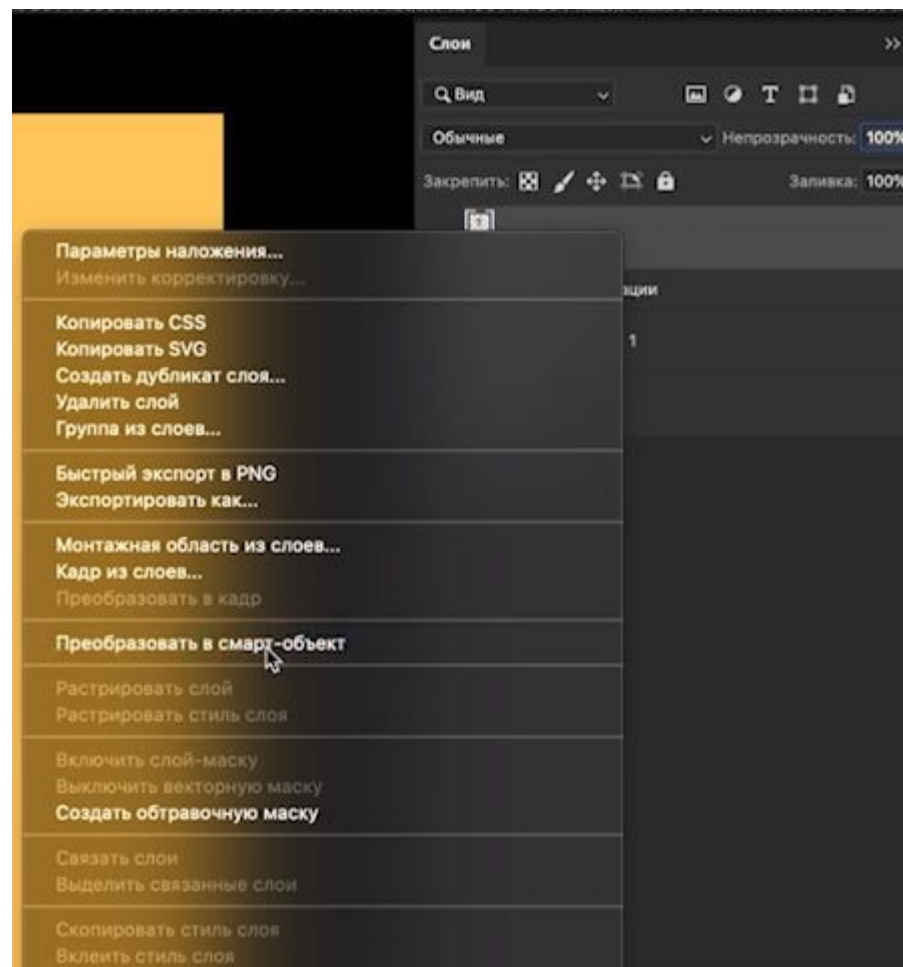 Слои
Вид
Обычные
Непрозрачность: 100%
Закрепить:
Заливка: 100%
Параметры наложения...
Изменить корректировку...
ации
1
Копировать CSS
Копировать SVG
Создать дубликат слоя...
Удалить слой
Группа из слоев...
Быстрый экспорт в PNG
Экспортировать как...
Монтажная область из слоев...
Кадр из слоев...
Преобразовать в кадр
Преобразовать в смарт-объект
Растрировать слой
Растрировать стиль слоя
Включить слой-маску
Выключить векторную маску
Создать обтравочную маску
Связать слои
Выделить связанные слои
Скопировать стиль слоя
Вклеить стиль слоя